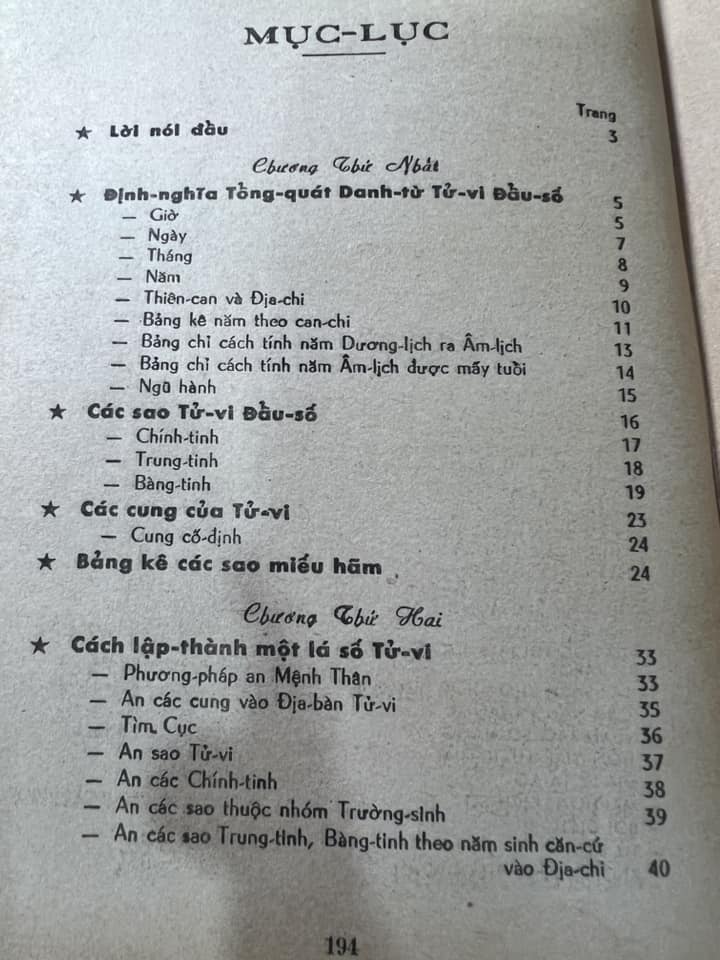 MỤC-LỤC
Trang
★ Lời nói đầu 3
Chương Thứ Nhất
★ Định-nghĩa Tổng-quát Danh-từ Tử-vi Đầu-số 5
— Giờ 5
— Ngày 7
— Tháng 8
— Năm 9
— Thiên-can và Địa-chi 10
— Bảng kê năm theo can-chi 11
— Bảng chỉ cách tính năm Dương-lịch ra Âm-lịch 13
— Bảng chỉ cách tính năm Âm-lịch được mấy tuổi 14
— Ngũ hành 15
★ Các sao Tử-vi Đầu-số 16
— Chính-tinh 17
— Trung-tinh 18
— Bàng-tinh 19
★ Các cung của Tử-vi 23
— Cung cố-định 24
★ Bảng kê các sao miếu hãm 24
Chương Thứ Hai
★ Cách lập-thành một lá số Tử-vi 33
— Phương-pháp an Mệnh Thân 33
— An các cung vào Địa-bàn Tử-vi 35
— Tìm Cục 36
— An sao Tử-vi 37
— An các Chính-tinh 38
— An các sao thuộc nhóm Trường-sinh 39
— An các sao Trung-tinh, Bàng-tinh theo năm sinh căn-cứ
vào Địa-chi 40
194